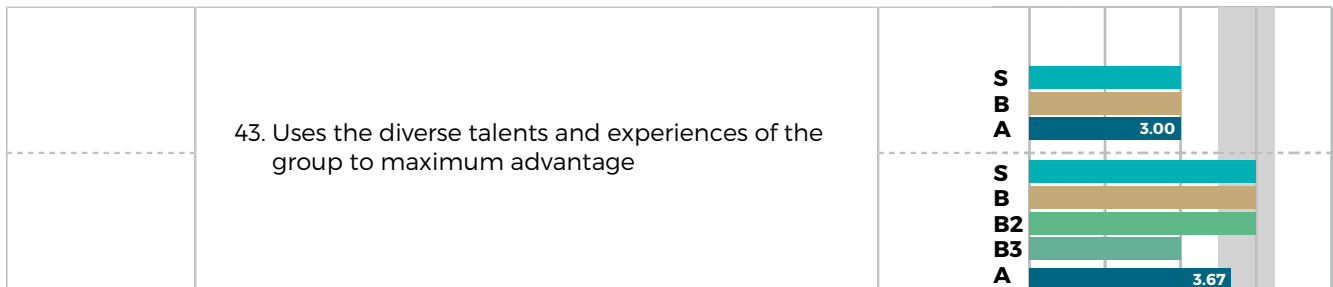 43. Uses the diverse talents and experiences of the
group to maximum advantage
S
B
A 3.00
S
B
B2
B3
A 3.67